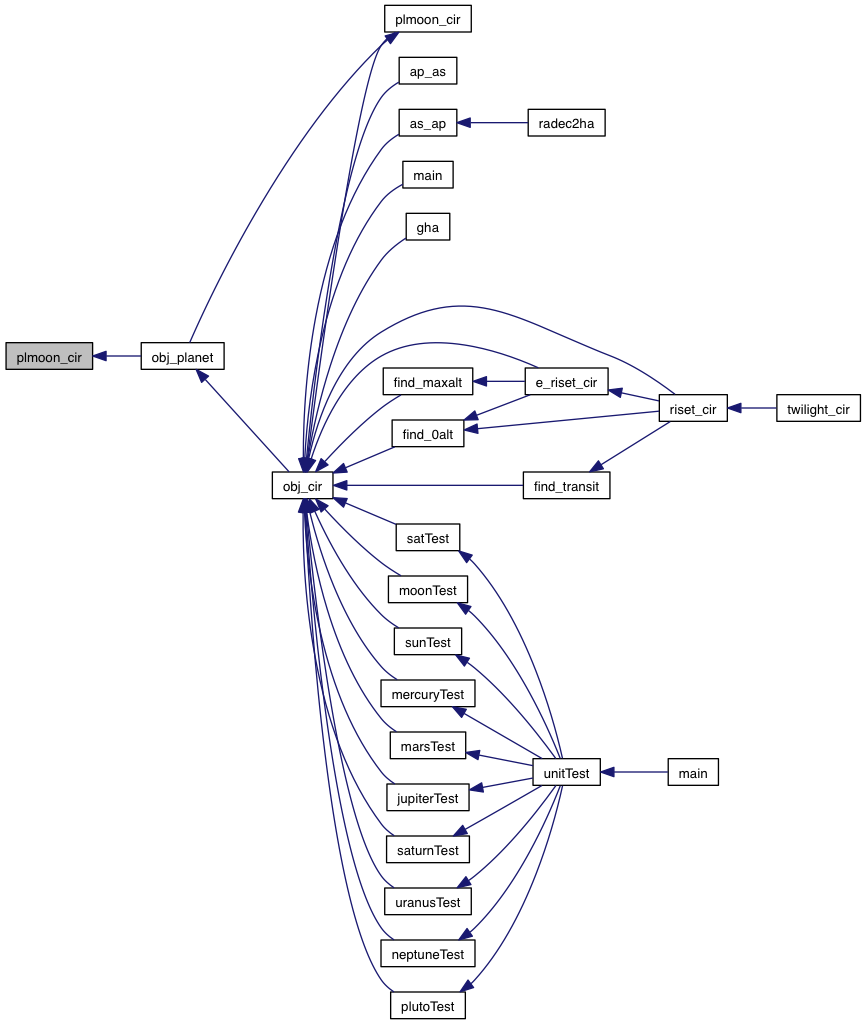 plmoon_cir
ap_as
as_ap
radec2ha
main
gha
plmoon_cir
obj_planet
find_maxalt
e_riset_cir
find_0alt
riset_cir
twilight_cir
obj_cir
find_transit
satTest
moonTest
sunTest
mercuryTest
marsTest
unitTest
main
jupiterTest
saturnTest
uranusTest
neptuneTest
plutoTest